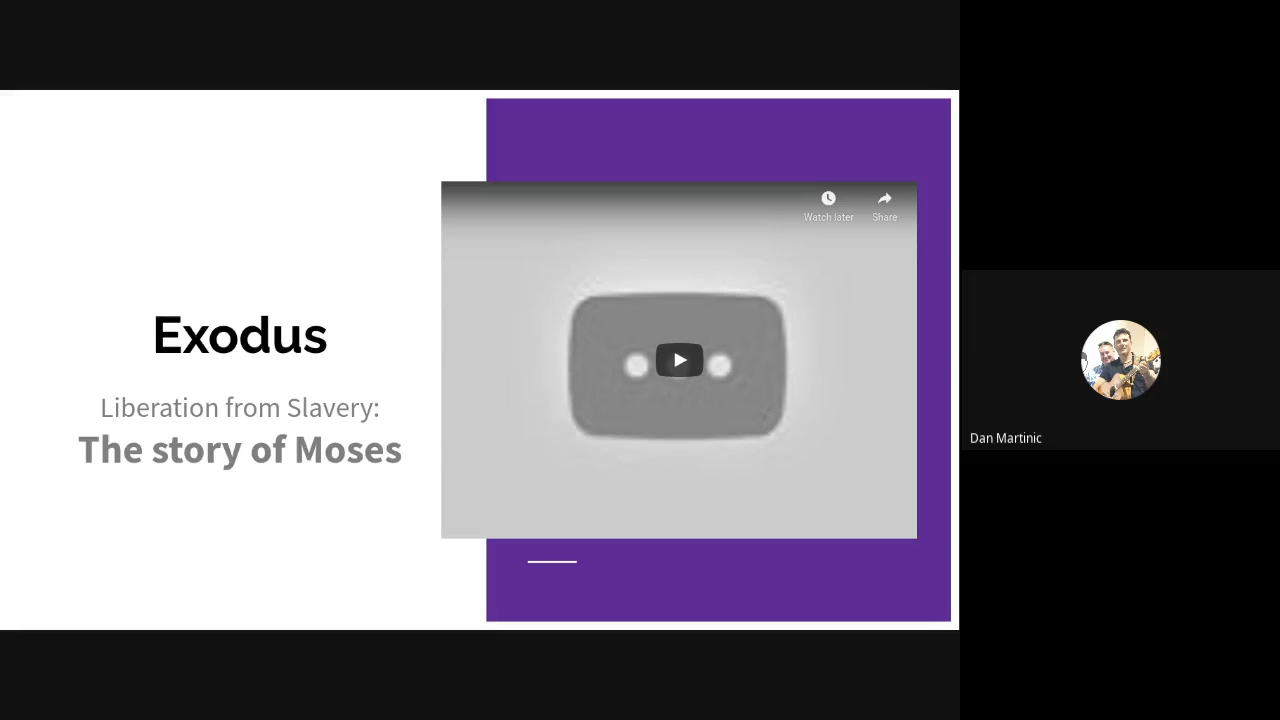 Watch later
Share
Exodus
Liberation from Slavery:
The story of Moses
Dan Martinic